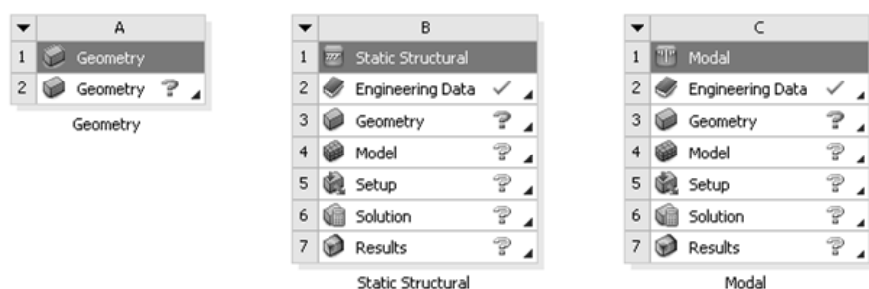 A
1 Geometry
2 Geometry ?
Geometry
B
1 Static Structural
2 Engineering Data ✓
3 Geometry ?
4 Model ?
5 Setup ?
6 Solution ?
7 Results ?
Static Structural
C
1 Modal
2 Engineering Data ✓
3 Geometry ?
4 Model ?
5 Setup ?
6 Solution ?
7 Results ?
Modal